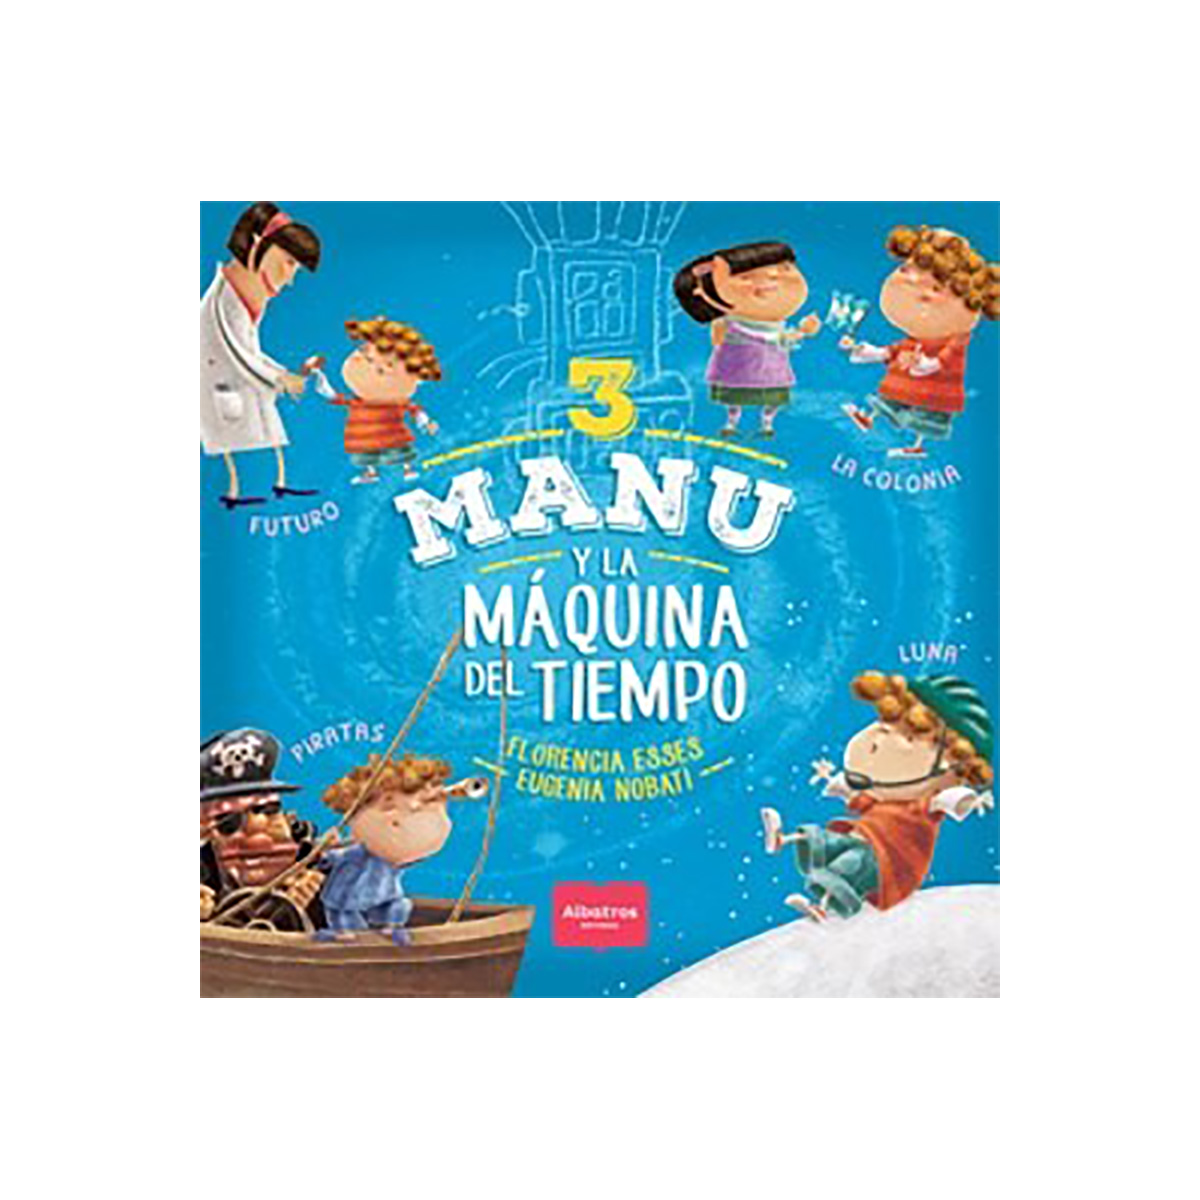 3
MANU
Y LA
MÁQUINA
DEL TIEMPO
FLORENCIA ESSES
EUGENIA NOBATI
FUTURO
LA COLONIA
PIRATAS
LUNA
Albatros